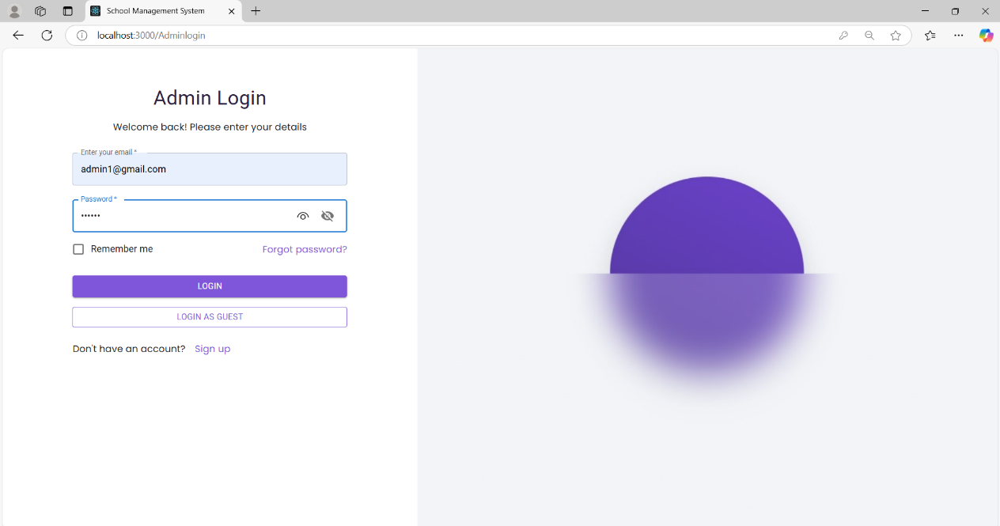 School Management System
localhost:3000/Adminlogin
Admin Login
Welcome back! Please enter your details
Enter your email *
admin1@gmail.com
Password *
••••••
Remember me
Forgot password?
LOGIN
LOGIN AS GUEST
Don't have an account? Sign up